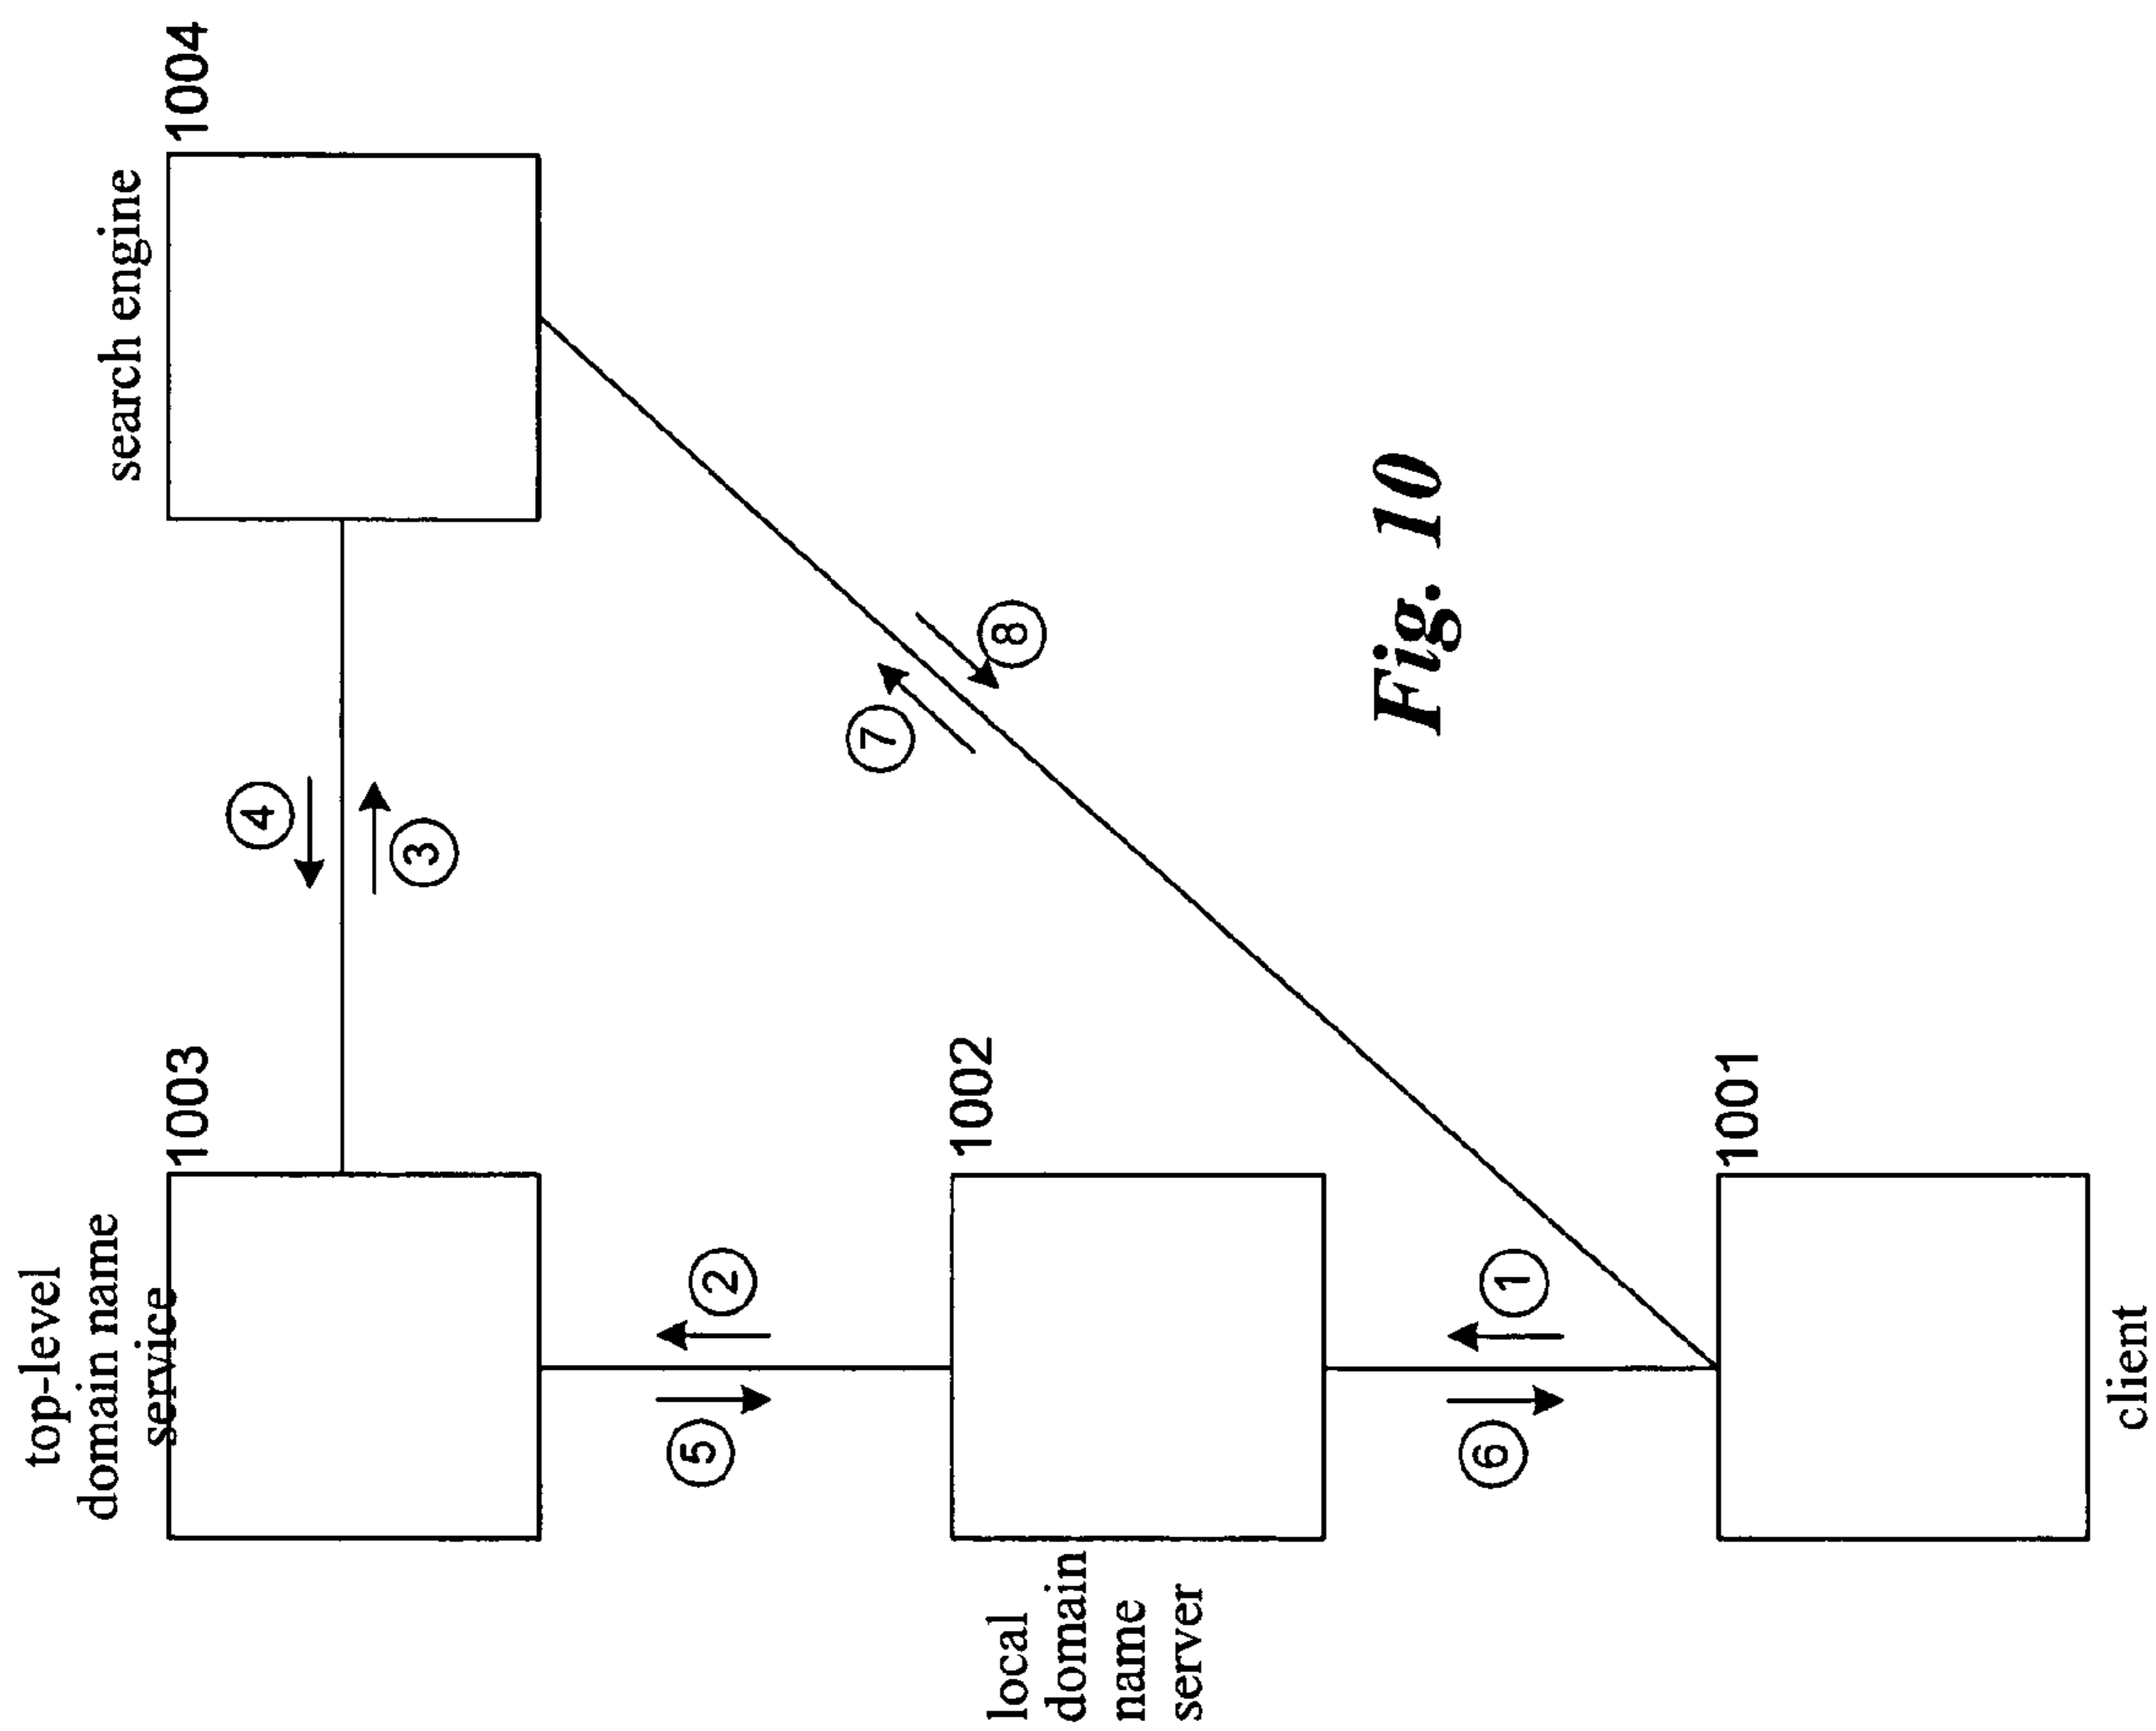 top-level
domain name
service
1003
search engine
1004
④
③
②
⑤
local
domain
name
server
1002
⑦
⑧
①
⑥
client
1001
Fig. 10